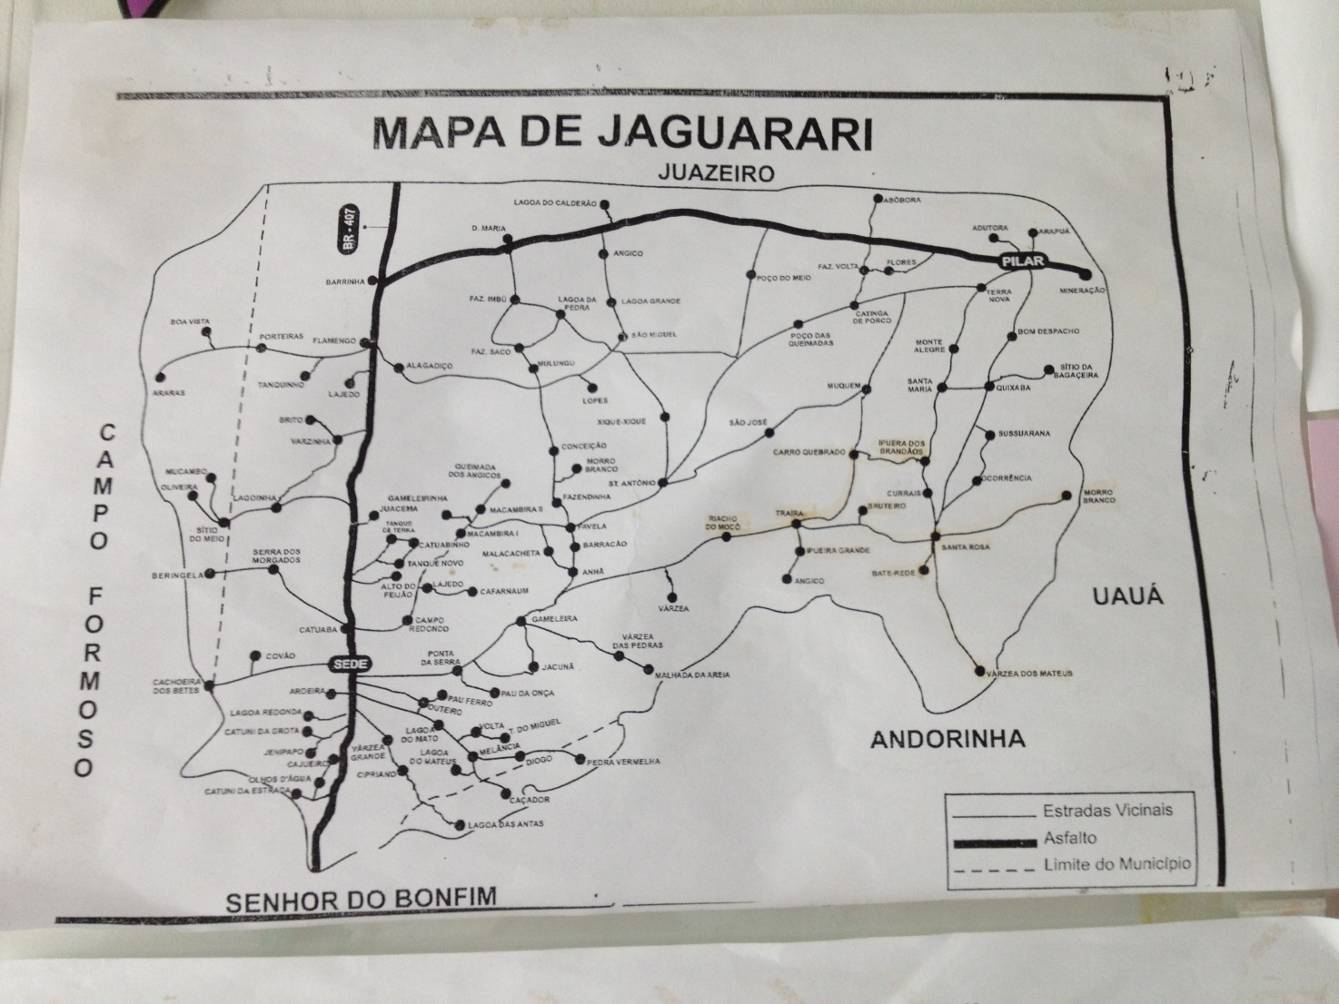 MAPA DE JAGUARARI
JUAZEIRO
BR - 407
LAGOA DO CALDERÃO
ABÓBORA
D. MARIA
ADUTORA
ARAPUÁ
ANGICO
PILAR
FAZ. VOLTA
FLORES
BARRINHA
POÇO DO MEIO
MINERAÇÃO
FAZ. IMBÚ
LAGOA DA
PEDRA
LAGOA GRANDE
TERRA
NOVA
CATINGA
DE PORCO
BOA VISTA
PORTEIRAS
FLAMENGO
SÃO MIGUEL
POÇO DAS
QUEIMADAS
BOM DESPACHO
MONTE
ALEGRE
FAZ. SACO
MULUNGU
ALAGADIÇO
ARARAS
TANQUINHO
LAJEDO
LOPES
MUQUEM
SANTA
MARIA
QUIXABA
SÍTIO DA
BAGAÇEIRA
BRITO
VARZINHA
XIQUE-XIQUE
SÃO JOSÉ
SUSSUARANA
CONCEIÇÃO
CARRO QUEBRADO
IPUERA DOS
BRANDÃOS
MUCAMBO
OLIVEIRA
LAGOINHA
QUEIMADA
DOS ANGICOS
MORRO
BRANCO
ST. ANTÔNIO
OCORRÊNCIA
CURRAIS
MORRO
BRANCO
GAMELEIRINHA
JUACEMA
MACAMBIRA II
FAZENDINHA
SÍTIO
DO MEIO
TANQUE
DE TERRA
MACAMBIRA I
FAVELA
RIACHO
DO MOCÓ
TRAÍRA
BRUTEIRO
CATUABINHO
MALACACHETA
BARRACÃO
IPUEIRA GRANDE
SANTA ROSA
SERRA DOS
MORGADOS
BERINGELA
TANQUE NOVO
ANHÃ
ANGICO
BATE-REDE
ALTO DO
FEIJÃO
LAJEDO
CAFARNAUM
VÁRZEA
CATUABA
CAMPO
REDONDO
GAMELEIRA
CAMPO FORMOSO
UAUÁ
COVÃO
SEDE
PONTA
DA SERRA
JACUNÃ
VÁRZEA
DAS PEDRAS
MALHADA DA AREIA
VÁRZEA DOS MATEUS
CACHOEIRA
DOS BETES
AROEIRA
PAU FERRO
PAU DA ONÇA
OUTEIRO
LAGOA REDONDA
CATUNI DA GROTA
LAGOA
DO MATO
VOLTA
T. DO MIGUEL
JENIPAPO
VÁRZEA
GRANDE
LAGOA
DO MATEUS
MELÂNCIA
DIOGO
PEDRA VERMELHA
CAJUEIRO
CIPRIANO
OLHOS D'ÁGUA
CATUNI DA ESTRADA
CAÇADOR
LAGOA DAS ANTAS
ANDORINHA
SENHOR DO BONFIM
Estradas Vicinais
Asfalto
Limite do Município